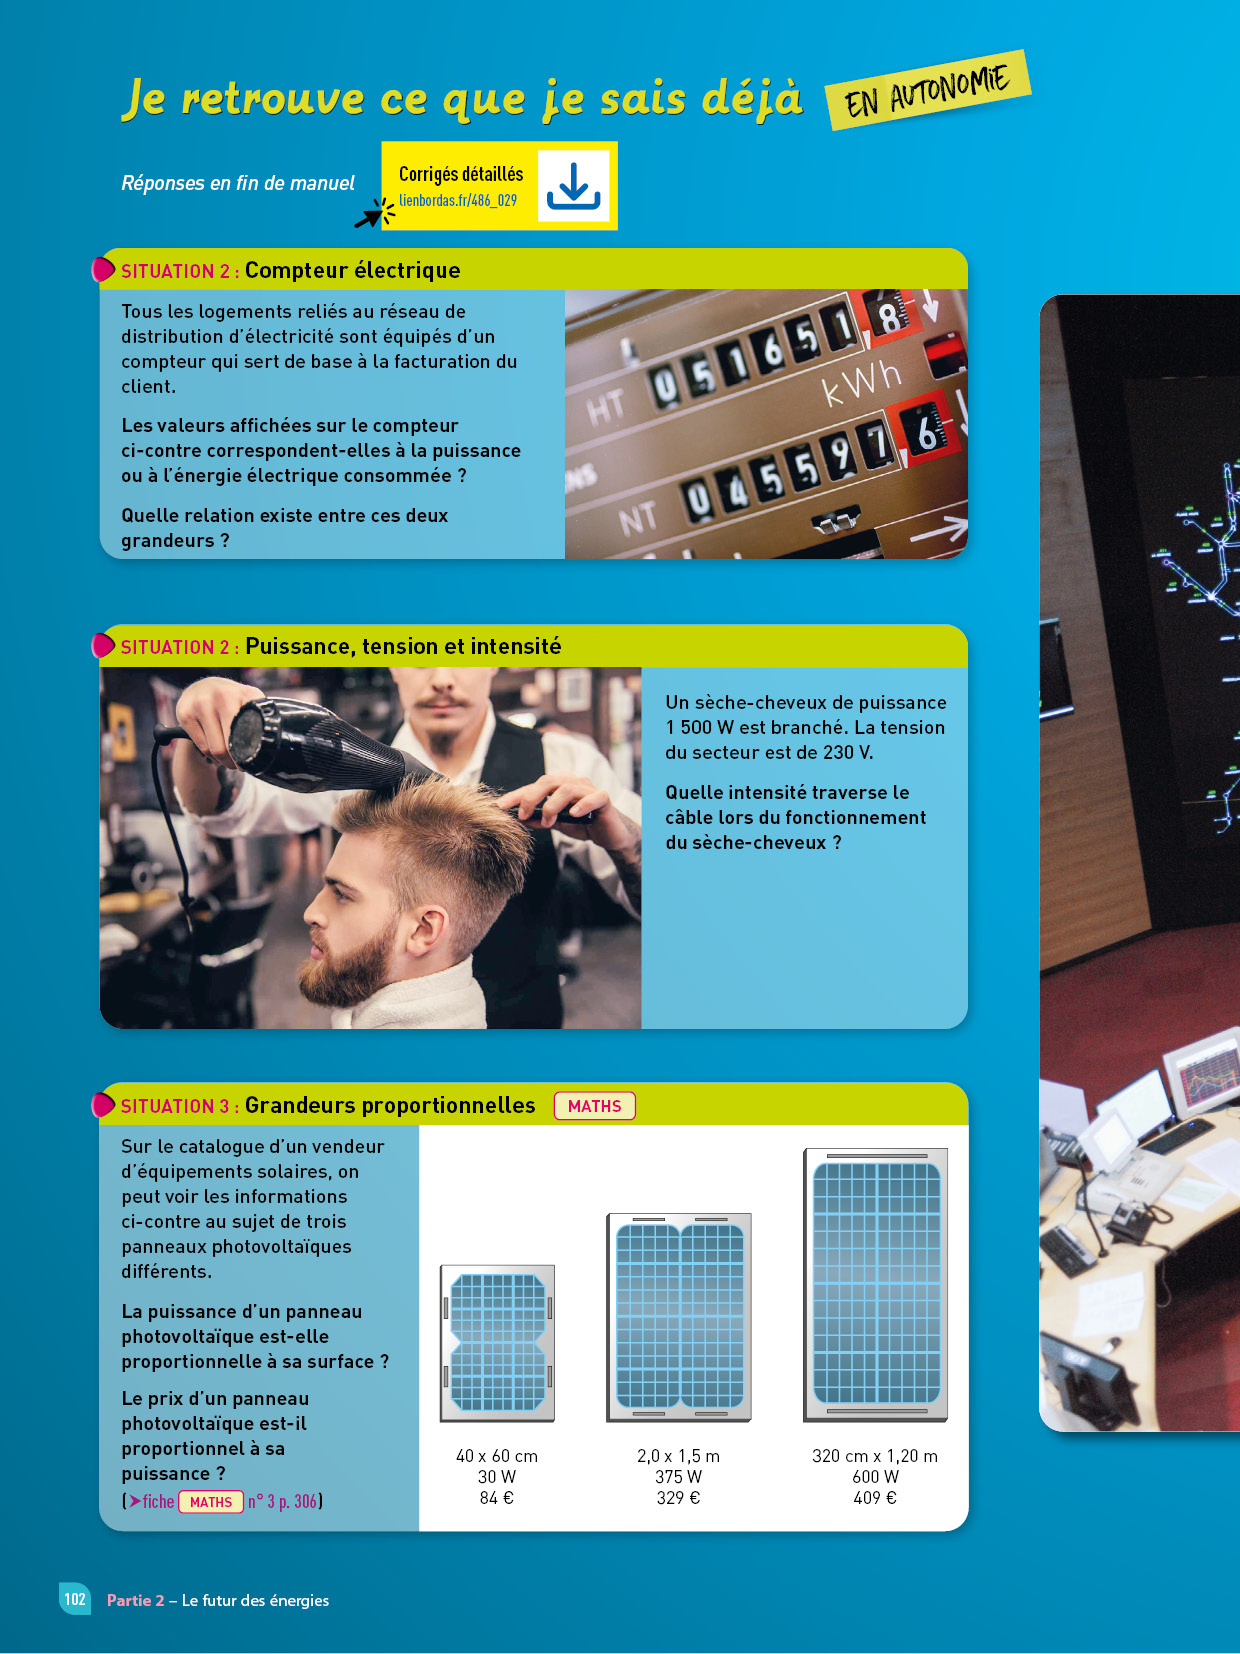 Je retrouve ce que je sais déjà
EN AUTONOMIE
Réponses en fin de manuel
Corrigés détaillés
lienbordas.fr/486_029
SITUATION 2 : Compteur électrique
Tous les logements reliés au réseau de
distribution d’électricité sont équipés d’un
compteur qui sert de base à la facturation du
client.
Les valeurs affichées sur le compteur
ci-contre correspondent-elles à la puissance
ou à l’énergie électrique consommée ?
Quelle relation existe entre ces deux
grandeurs ?
HT 051651 8
kWh
NT 045597 6
SITUATION 2 : Puissance, tension et intensité
Un sèche-cheveux de puissance
1 500 W est branché. La tension
du secteur est de 230 V.
Quelle intensité traverse le
câble lors du fonctionnement
du sèche-cheveux ?
SITUATION 3 : Grandeurs proportionnelles MATHS
Sur le catalogue d’un vendeur
d’équipements solaires, on
peut voir les informations
ci-contre au sujet de trois
panneaux photovoltaïques
différents.
La puissance d’un panneau
photovoltaïque est-elle
proportionnelle à sa surface ?
Le prix d’un panneau
photovoltaïque est-il
proportionnel à sa
puissance ?
(➤fiche MATHS n° 3 p. 306)
40 x 60 cm
30 W
84 €
2,0 x 1,5 m
375 W
329 €
320 cm x 1,20 m
600 W
409 €
102 Partie 2 – Le futur des énergies